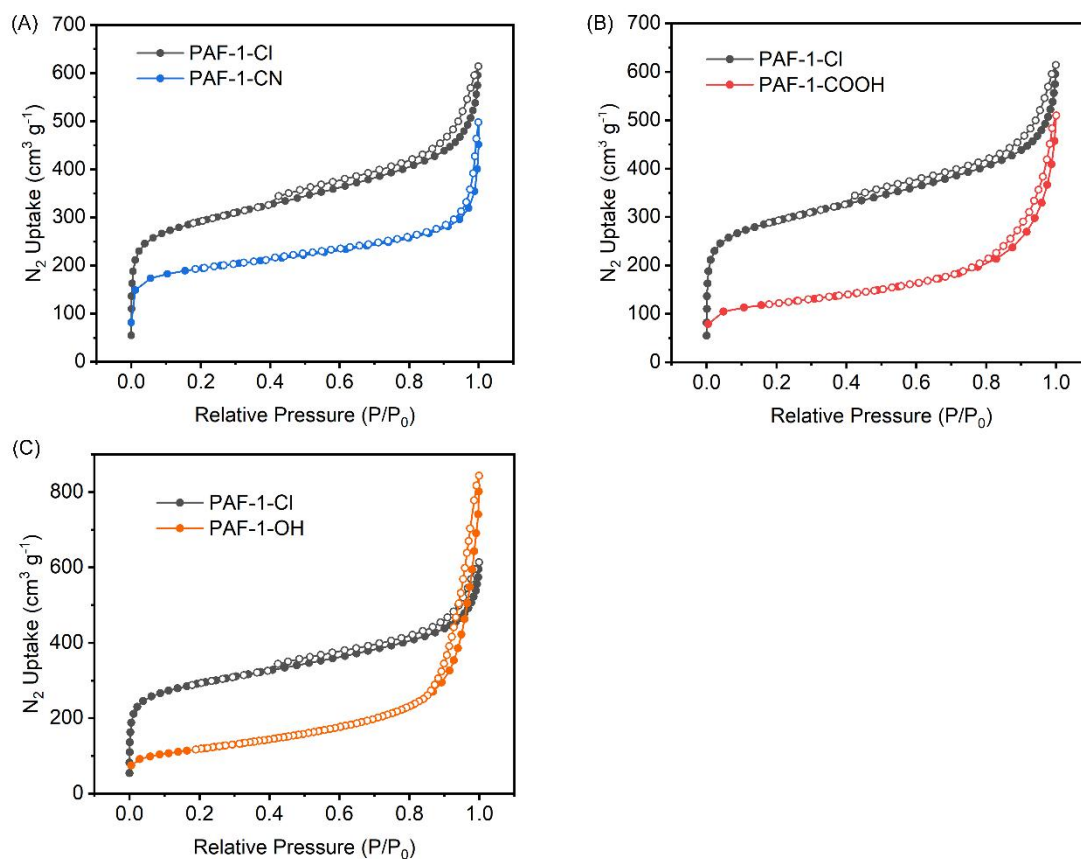 (A)
700
600
500
400
300
200
100
0
N₂ Uptake (cm³ g⁻¹)
PAF-1-Cl
PAF-1-CN
0.0 0.2 0.4 0.6 0.8 1.0
Relative Pressure (P/P₀)
(B)
700
600
500
400
300
200
100
0
N₂ Uptake (cm³ g⁻¹)
PAF-1-Cl
PAF-1-COOH
0.0 0.2 0.4 0.6 0.8 1.0
Relative Pressure (P/P₀)
(C)
800
600
400
200
0
N₂ Uptake (cm³ g⁻¹)
PAF-1-Cl
PAF-1-OH
0.0 0.2 0.4 0.6 0.8 1.0
Relative Pressure (P/P₀)